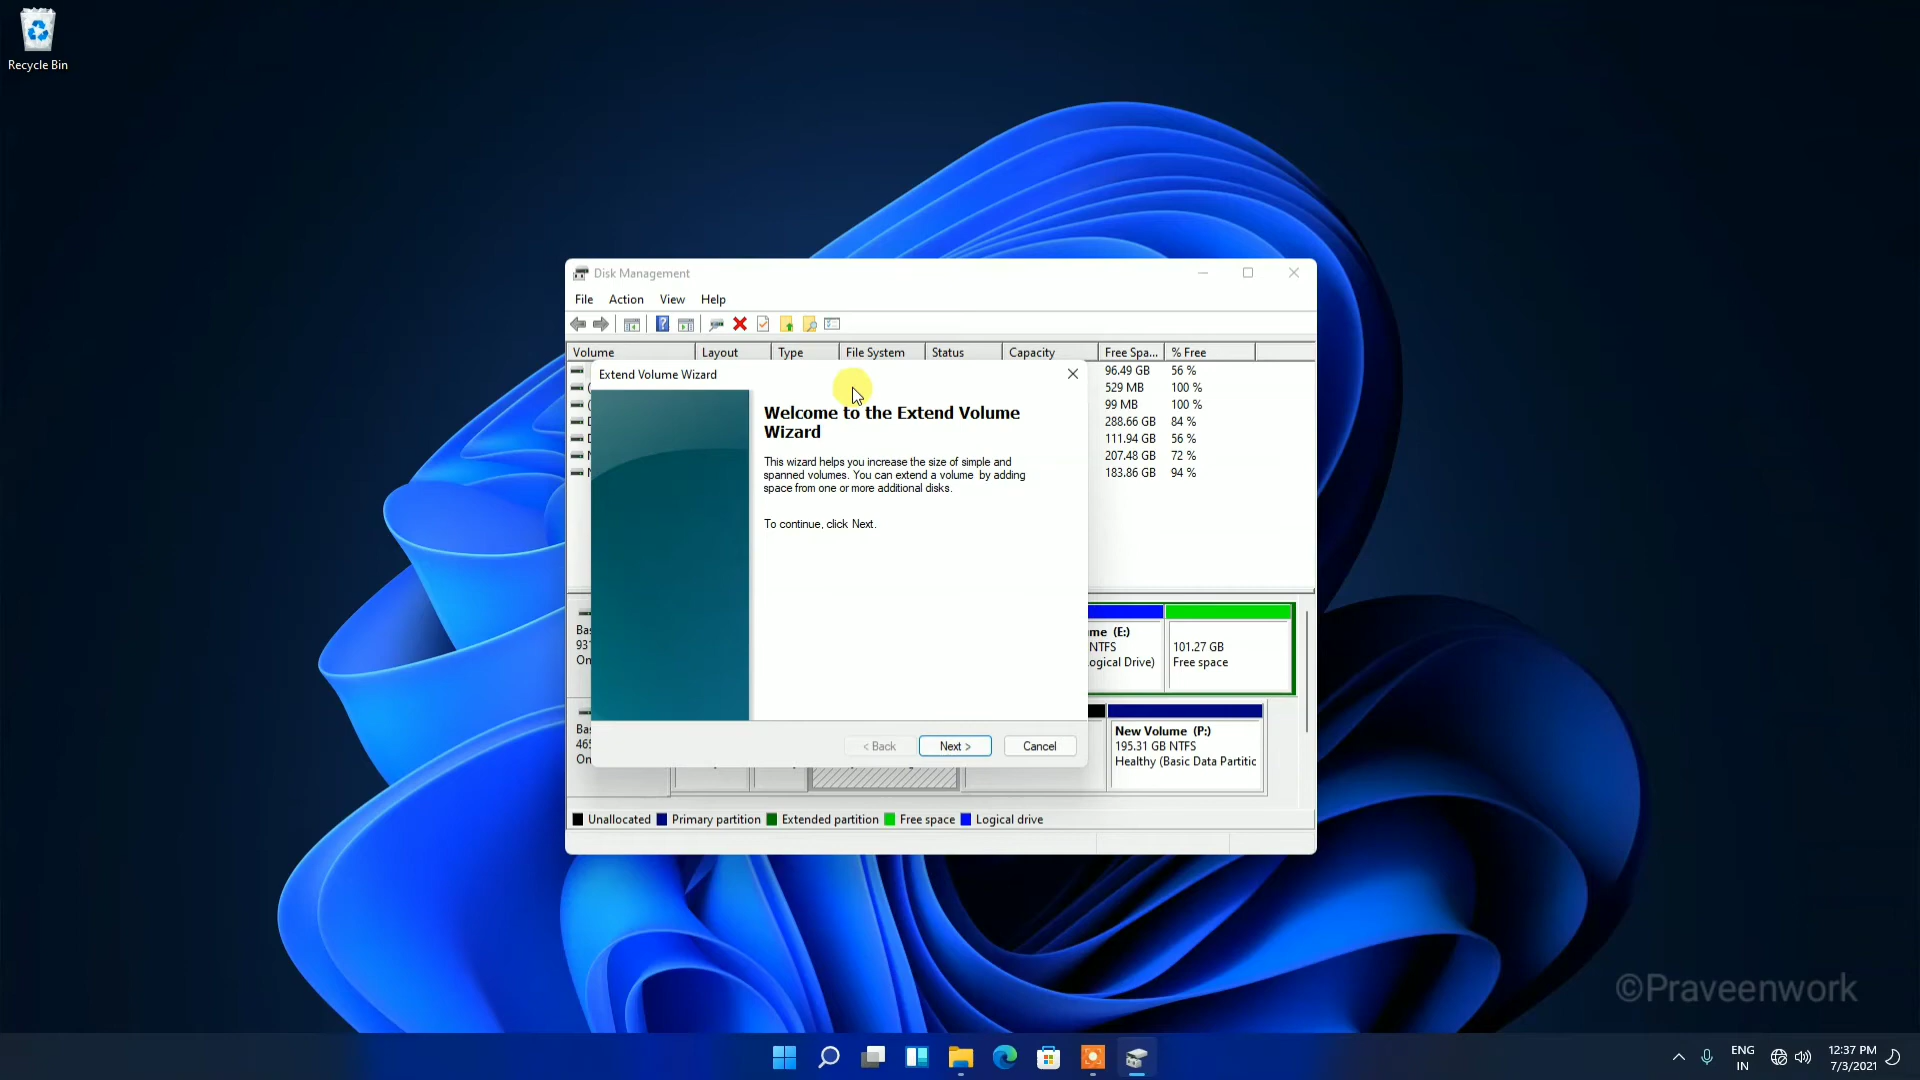 Recycle Bin
Disk Management
File Action View Help
Volume Layout Type File System Status Capacity Free Spa... % Free
96.49 GB 56 %
529 MB 100 %
99 MB 100 %
288.66 GB 84 %
111.94 GB 56 %
207.48 GB 72 %
183.86 GB 94 %
Extend Volume Wizard
Welcome to the Extend Volume
Wizard
This wizard helps you increase the size of simple and
spanned volumes. You can extend a volume by adding
space from one or more additional disks.
To continue, click Next.
< Back Next > Cancel
(E:)
NTFS
Drive)
101.27 GB
Free space
New Volume (P:)
195.31 GB NTFS
Healthy (Basic Data Partitic
Unallocated Primary partition Extended partition Free space Logical drive
©Praveenwork
ENG
IN
12:37 PM
7/3/2021